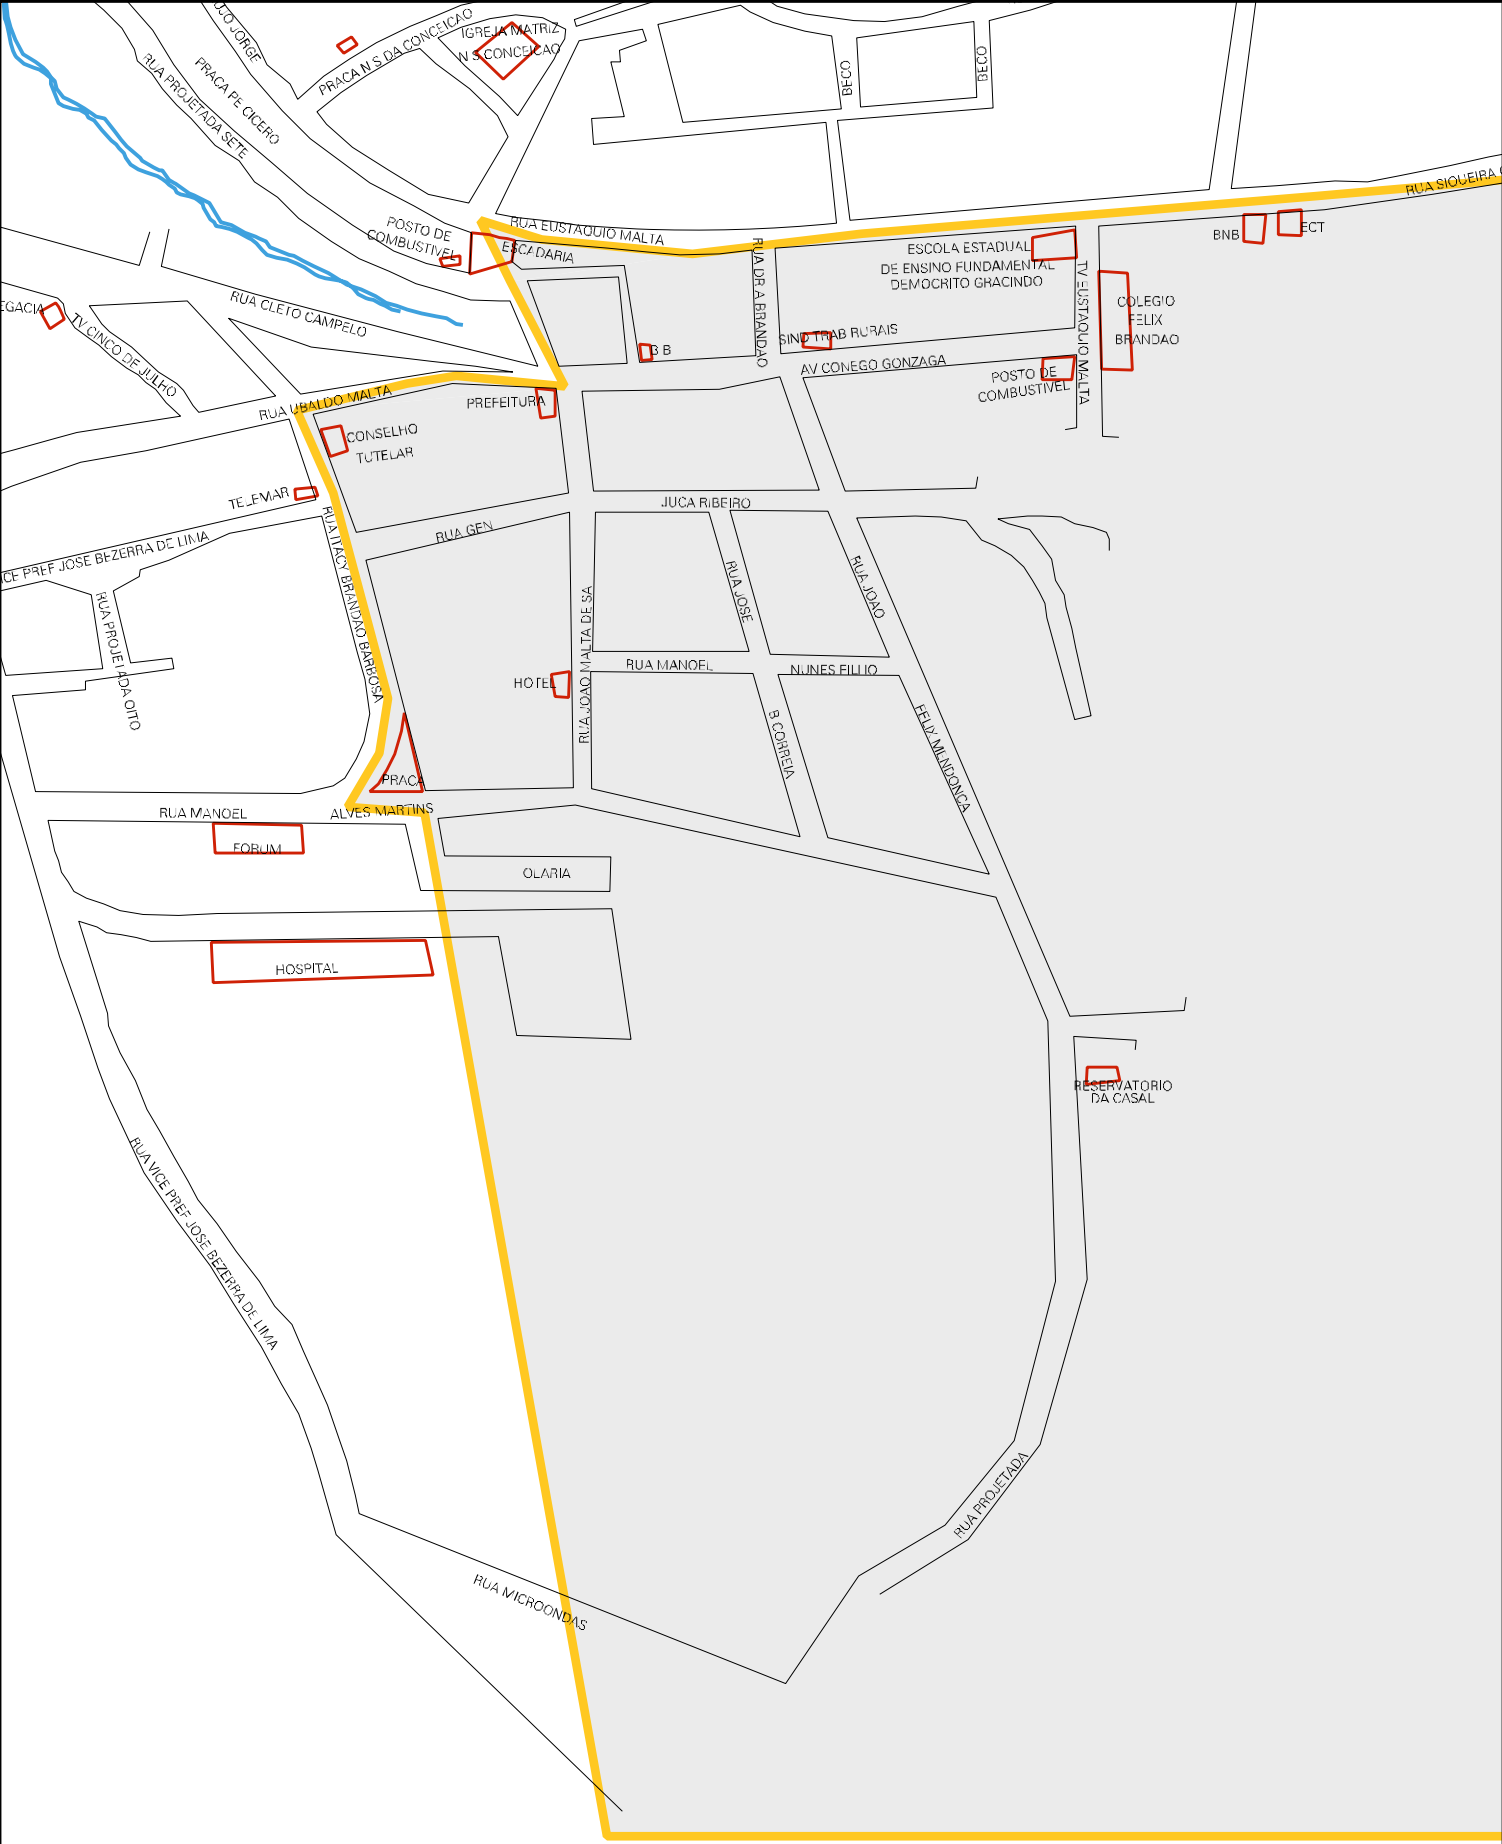 PRACA N S DA CONCEICAO
IGREJA MATRIZ
N S CONCEICAO
JORGE
RUA PROJETADA SETE
PRACA PE CICERO
BECO
BECO
RUA SIQUEIRA
POSTO DE
COMBUSTIVEL
RUA EUSTAQUIO MALTA
ESCADARIA
RUA DR A BRANDAO
ESCOLA ESTADUAL
DE ENSINO FUNDAMENTAL
DEMOCRITO GRACINDO
BNB
ECT
TV EUSTAQUIO MALTA
COLEGIO
FELIX
BRANDAO
EGACIA
TV CINCO DE JULHO
RUA CLETO CAMPELO
B B
SIND TRAB RURAIS
AV CONEGO GONZAGA
POSTO DE
COMBUSTIVEL
RUA UBALDO MALTA
PREFEITURA
CONSELHO
TUTELAR
TELEMAR
JUCA RIBEIRO
RUA GEN
ICE PREF JOSE BEZERRA DE LIMA
RUA ITACY BRANDAO BARBOSA
RUA PROJETADA OITO
RUA JOAO MALTA DE SA
RUA JOSE
RUA JOAO
RUA MANOEL
NUNES FILHO
HOTEL
B CORREIA
FELIX MENDONCA
PRACA
RUA MANOEL
ALVES MARTINS
FORUM
OLARIA
HOSPITAL
RESERVATORIO
DA CASAL
RUA VICE PREF JOSE BEZERRA DE LIMA
RUA PROJETADA
RUA MICROONDAS